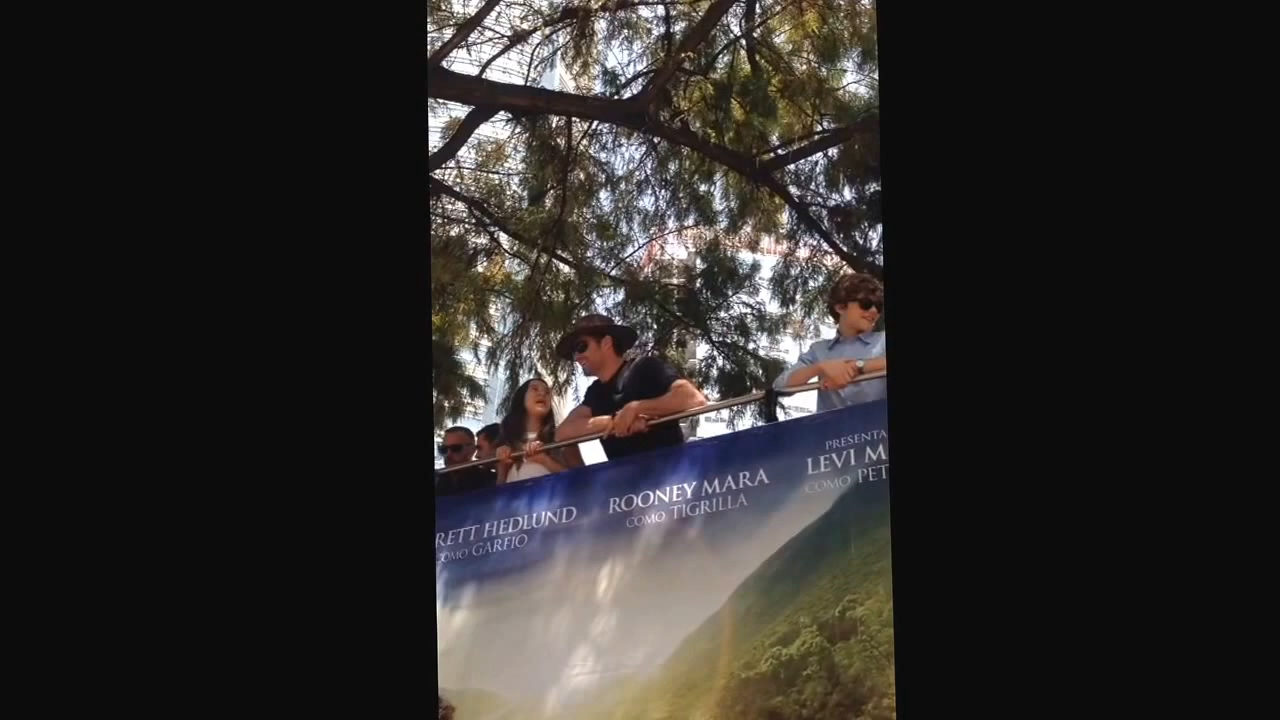 RETT HEDLUND
COMO GARFIO
ROONEY MARA
COMO TIGRILLA
PRESENTA
LEVI M
COMO PET